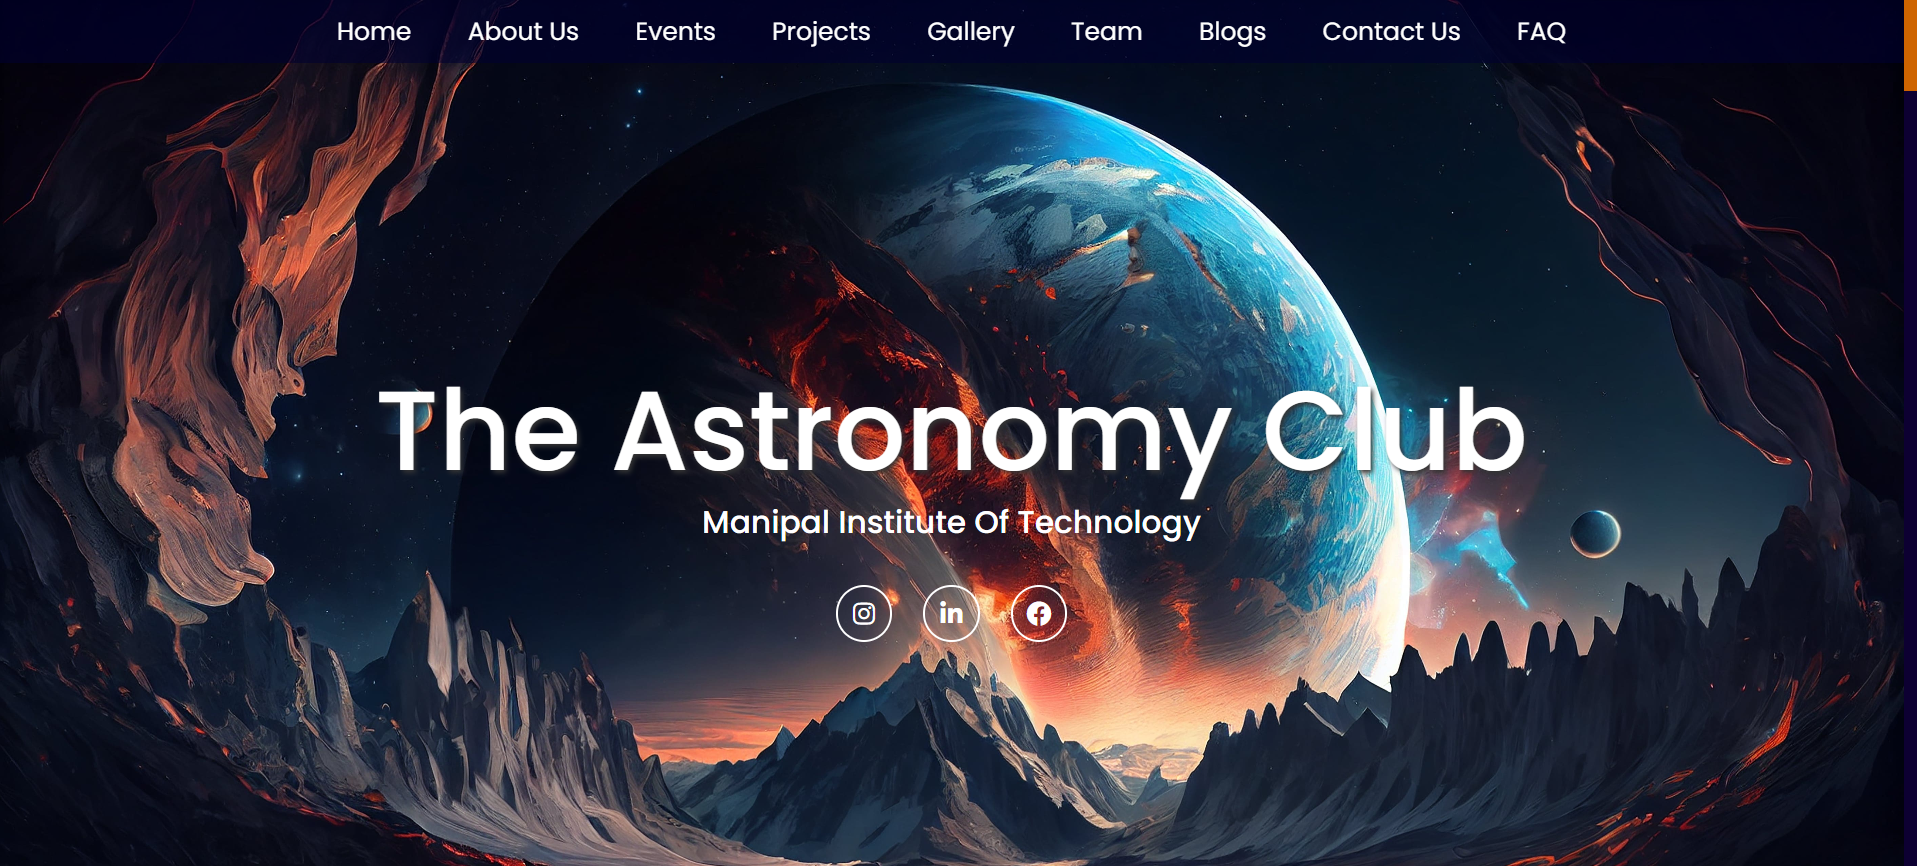 Home About Us Events Projects Gallery Team Blogs Contact Us FAQ
The Astronomy Club
Manipal Institute Of Technology
in